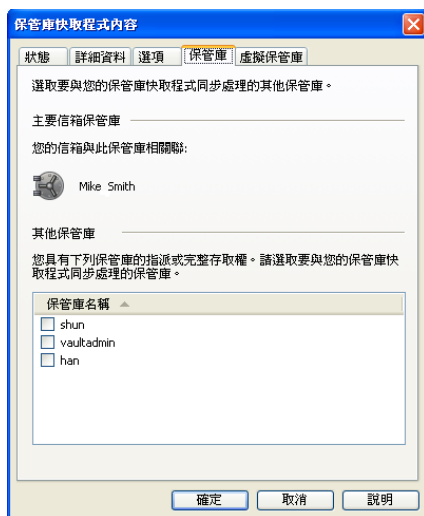 保管庫快取程式內容
狀態 詳細資料 選項 保管庫 虛擬保管庫
選取要與您的保管庫快取程式同步處理的其他保管庫。
主要信箱保管庫
您的信箱與此保管庫相關聯:
Mike Smith
其他保管庫
您具有下列保管庫的指派或完整存取權。請選取要與您的保管庫快
取程式同步處理的保管庫。
保管庫名稱
shun
vaultadmin
han
確定 取消 說明